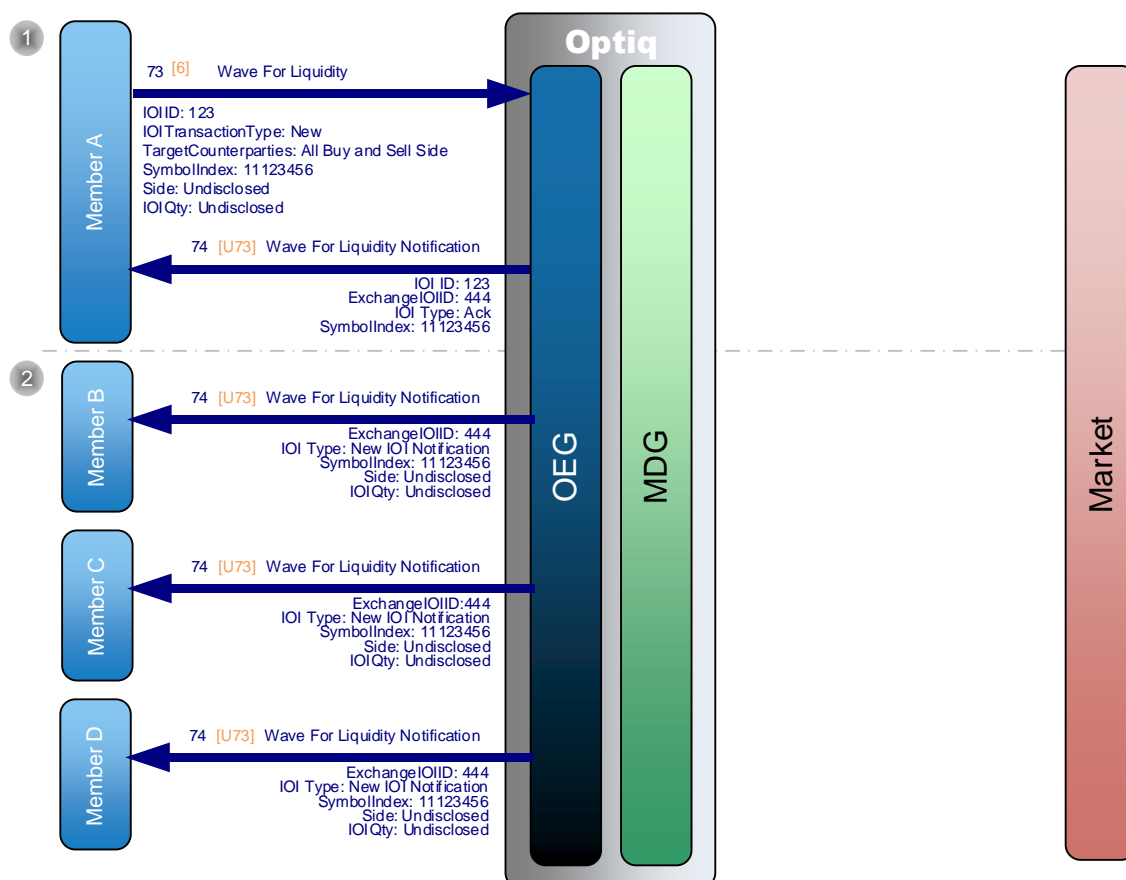 1
Optiq
Member A
73 [6] Wave For Liquidity
IOIID: 123
IOITransactionType: New
TargetCounterparties: All Buy and Sell Side
SymbolIndex: 11123456
Side: Undisclosed
IOIQty: Undisclosed
74 [U73] Wave For Liquidity Notification
IOI ID: 123
ExchangeIOIID: 444
IOI Type: Ack
SymbolIndex: 11123456
2
Member B
74 [U73] Wave For Liquidity Notification
ExchangeIOIID: 444
IOI Type: New IOI Notification
SymbolIndex: 11123456
Side: Undisclosed
IOIQty: Undisclosed
OEG
MDG
Market
Member C
74 [U73] Wave For Liquidity Notification
ExchangeIOIID:444
IOI Type: New IOI Notification
SymbolIndex: 11123456
Side: Undisclosed
IOIQty: Undisclosed
Member D
74 [U73] Wave For Liquidity Notification
ExchangeIOIID: 444
IOI Type: New IOI Notification
SymbolIndex: 11123456
Side: Undisclosed
IOIQty: Undisclosed